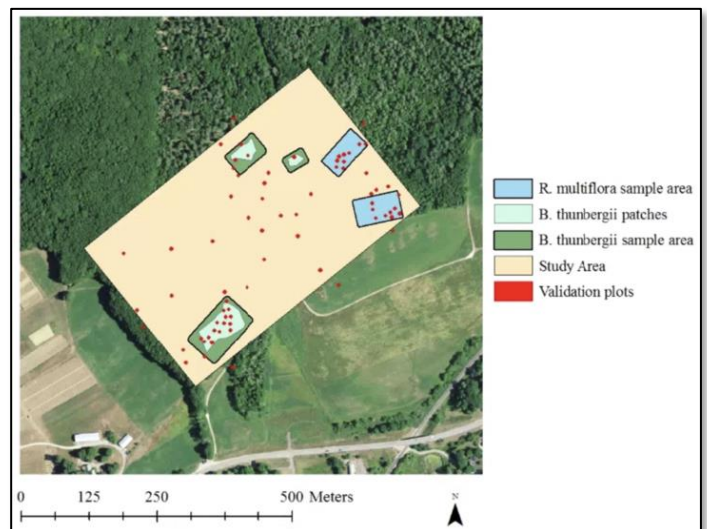 R. multiflora sample area
B. thunbergii patches
B. thunbergii sample area
Study Area
Validation plots
0 125 250 500 Meters
N